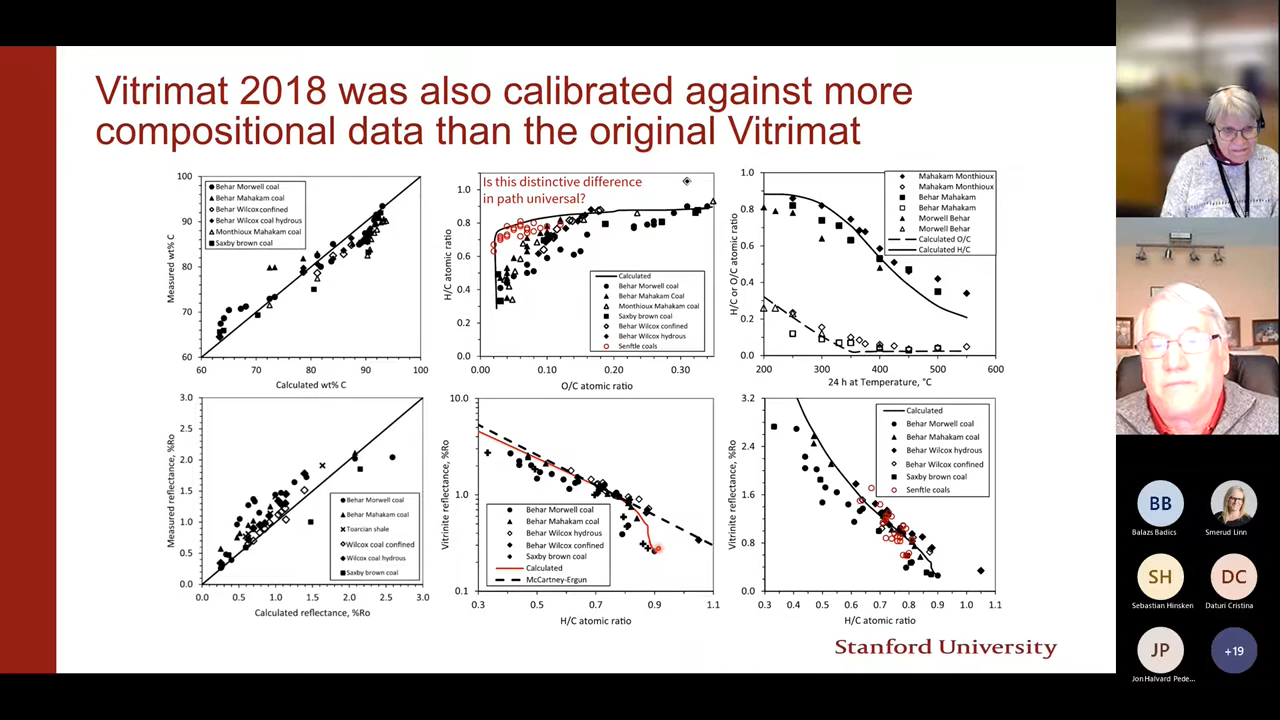 Vitrimat 2018 was also calibrated against more
compositional data than the original Vitrimat
100
90
80
70
60
Measured wt% C
Behar Morwell coal
Behar Mahakam coal
Behar Wilcox confined
Behar Wilcox coal hydrous
Monthioux Mahakam coal
Saxby brown coal
60
70
80
90
100
Calculated wt% C
Is this distinctive difference
in path universal?
1.0
0.8
0.6
0.4
0.2
0.0
H/C atomic ratio
Calculated
Behar Morwell coal
Behar Mahakam Coal
Monthioux Mahakam coal
Saxby brown coal
Behar Wilcox confined
Behar Wilcox hydrous
Senftle coals
0.00
0.10
0.20
0.30
O/C atomic ratio
1.0
0.8
0.6
0.4
0.2
0.0
H/C or O/C atomic ratio
Mahakam Monthioux
Mahakam Monthioux
Behar Mahakam
Behar Mahakam
Morwell Behar
Morwell Behar
Calculated O/C
Calculated H/C
200
300
400
500
600
24 h at Temperature, °C
3.0
2.5
2.0
1.5
1.0
0.5
0.0
Measured reflectance, %Ro
Behar Morwell coal
Behar Mahakam coal
Toarcian shale
Wilcox coal confined
Wilcox coal hydrous
Saxby brown coal
0.0
0.5
1.0
1.5
2.0
2.5
3.0
Calculated reflectance, %Ro
10.0
1.0
0.1
Vitrinite reflectance, %Ro
Behar Morwell coal
Behar Mahakam coal
Behar Wilcox hydrous
Behar Wilcox confined
Saxby brown coal
Calculated
McCartney-Ergun
0.3
0.5
0.7
0.9
1.1
H/C atomic ratio
3.2
2.4
1.6
0.8
0.0
Vitrinite reflectance, %Ro
Calculated
Behar Morwell coal
Behar Mahakam coal
Behar Wilcox hydrous
Behar Wilcox confined
Saxby brown coal
Senftle coals
0.3
0.4
0.5
0.6
0.7
0.8
0.9
1.0
1.1
H/C atomic ratio
Stanford University
BB
Balazs Badics
Smerud Linn
SH
Sebastian Hinsken
DC
Daturi Cristina
JP
Jon Halvard Pede...
+19